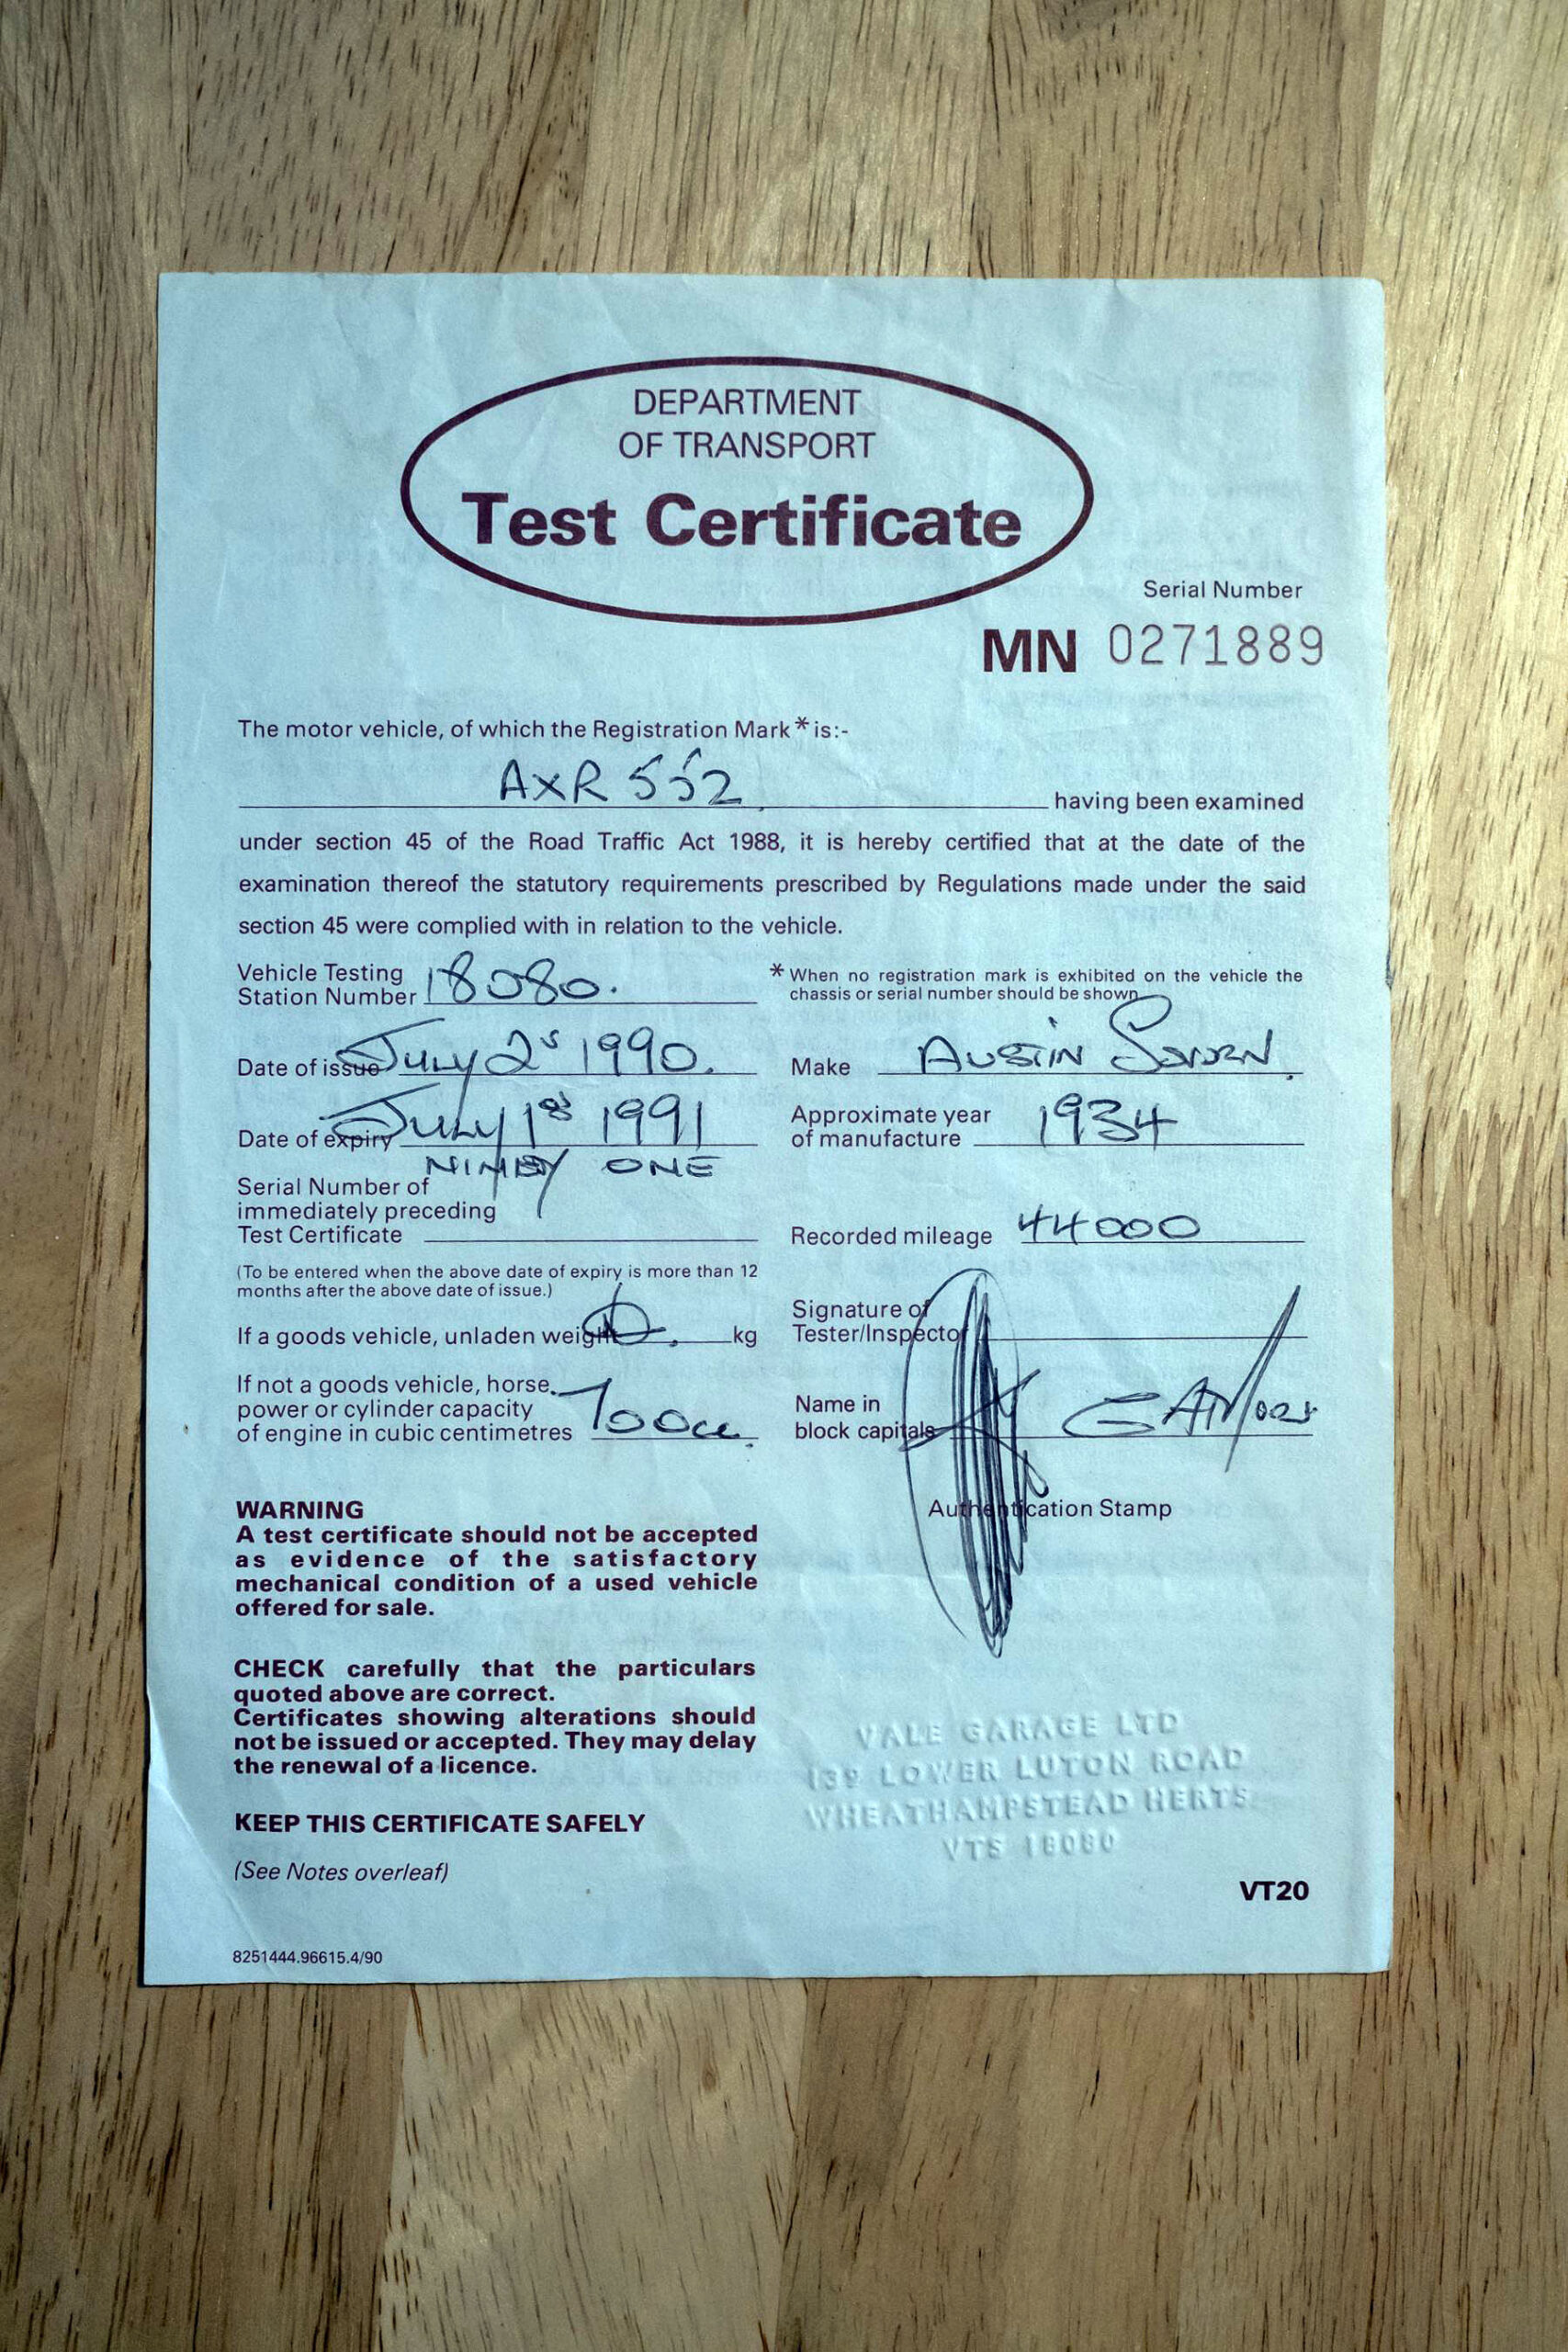 DEPARTMENT
OF TRANSPORT
Test Certificate
Serial Number
MN 0271889
The motor vehicle, of which the Registration Mark * is:-
AXR 552 having been examined
under section 45 of the Road Traffic Act 1988, it is hereby certified that at the date of the
examination thereof the statutory requirements prescribed by Regulations made under the said
section 45 were complied with in relation to the vehicle.
Vehicle Testing
Station Number 18080.
* When no registration mark is exhibited on the vehicle the
chassis or serial number should be shown
Date of issue July 2s 1990.
Make AUSTIN SEVEN
Date of expiry July 1st 1991
NINETY ONE
Approximate year
of manufacture 1934
Serial Number of
immediately preceding
Test Certificate
Recorded mileage 44000
(To be entered when the above date of expiry is more than 12
months after the above date of issue.)
If a goods vehicle, unladen weight kg
Signature of
Tester/Inspector
If not a goods vehicle, horse
power or cylinder capacity
of engine in cubic centimetres 700cc.
Name in
block capitals
Authentication Stamp
WARNING
A test certificate should not be accepted
as evidence of the satisfactory
mechanical condition of a used vehicle
offered for sale.
CHECK carefully that the particulars
quoted above are correct.
Certificates showing alterations should
not be issued or accepted. They may delay
the renewal of a licence.
KEEP THIS CERTIFICATE SAFELY
(See Notes overleaf)
VALE GARAGE LTD
139 LOWER LUTON ROAD
WHEATHAMPSTEAD HERTS
VTS 18080
VT20
8251444.96615.4/90